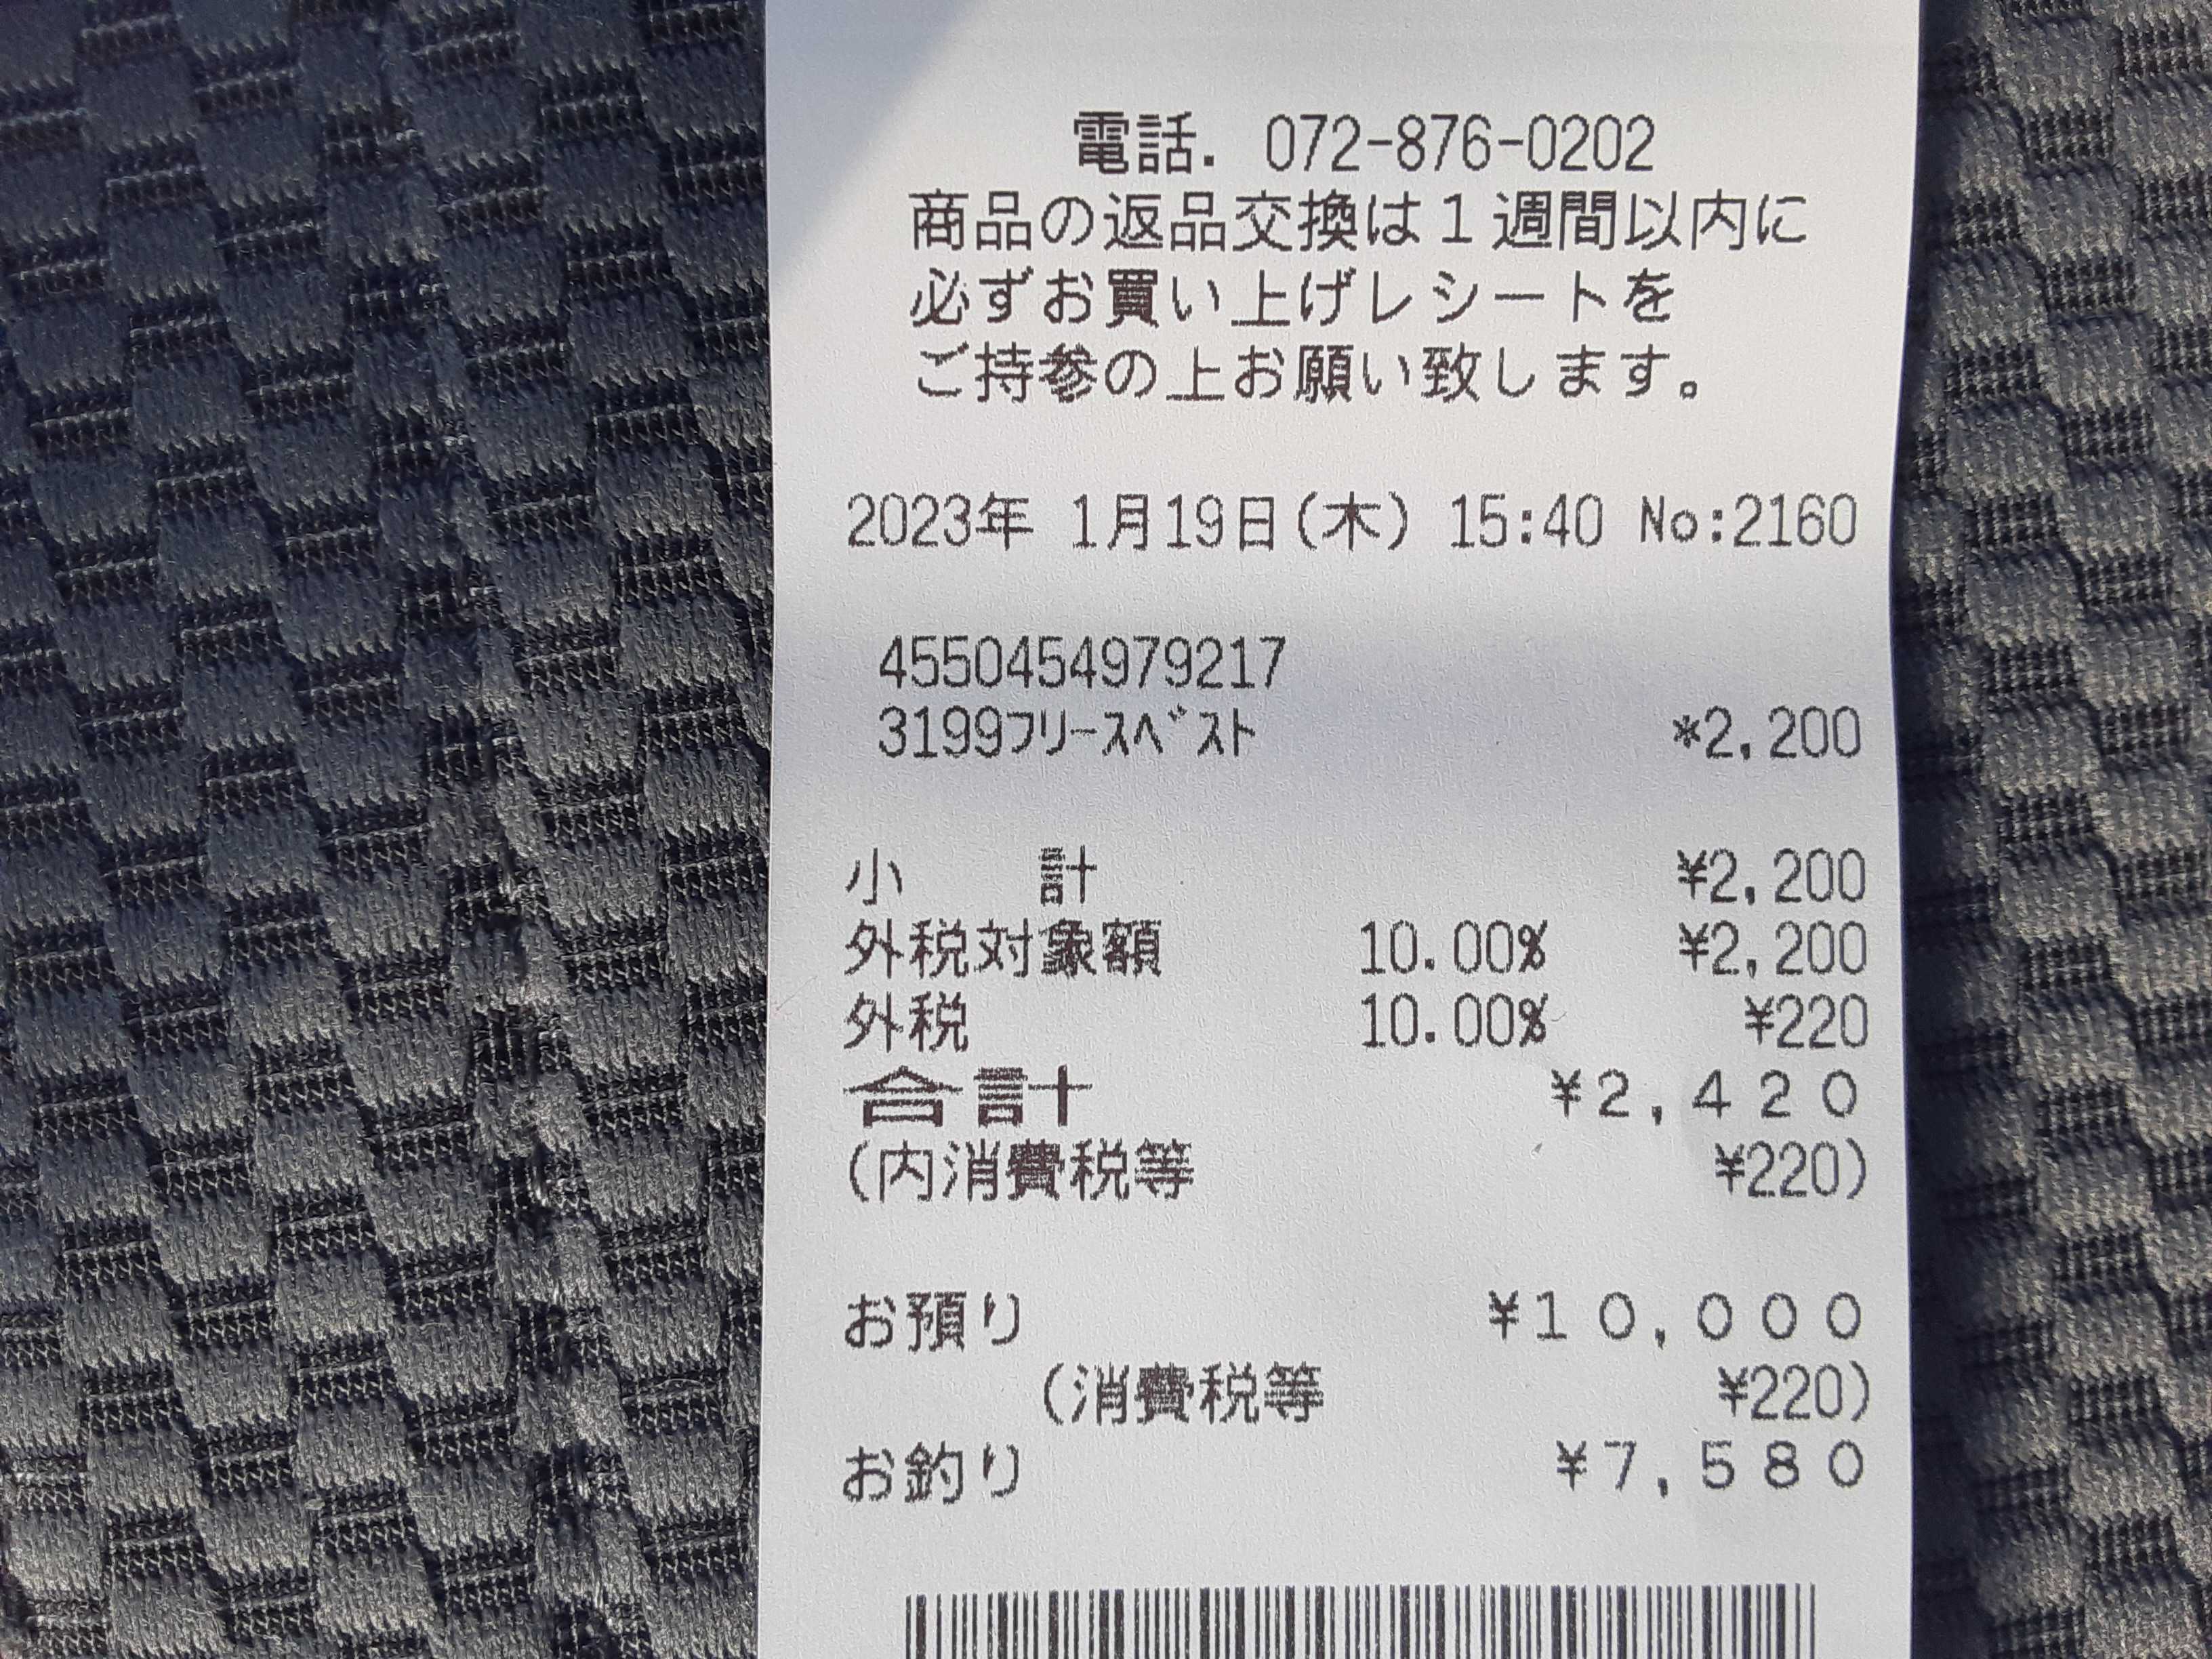 電話. 072-876-0202
商品の返品交換は１週間以内に
必ずお買い上げレシートを
ご持参の上お願い致します。
2023年 1月19日(木) 15:40 No:2160
4550454979217
3199ﾌﾘｰｽﾍﾞｽﾄ *2,200
小　　計 ¥2,200
外税対象額 10.00% ¥2,200
外税 10.00% ¥220
合計 ¥2,420
(内消費税等 ¥220)
お預り ¥10,000
(消費税等 ¥220)
お釣り ¥7,580